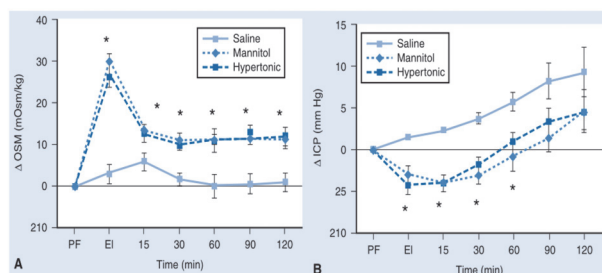 Δ OSM (mOsm/kg)
40
30
20
10
0
210
Saline
Mannitol
Hypertonic
* * * * * *
PF EI 15 30 60 90 120
Time (min)
A
Δ ICP (mm Hg)
15
10
5
0
25
210
Saline
Mannitol
Hypertonic
* * * *
PF EI 15 30 60 90 120
Time (min)
B